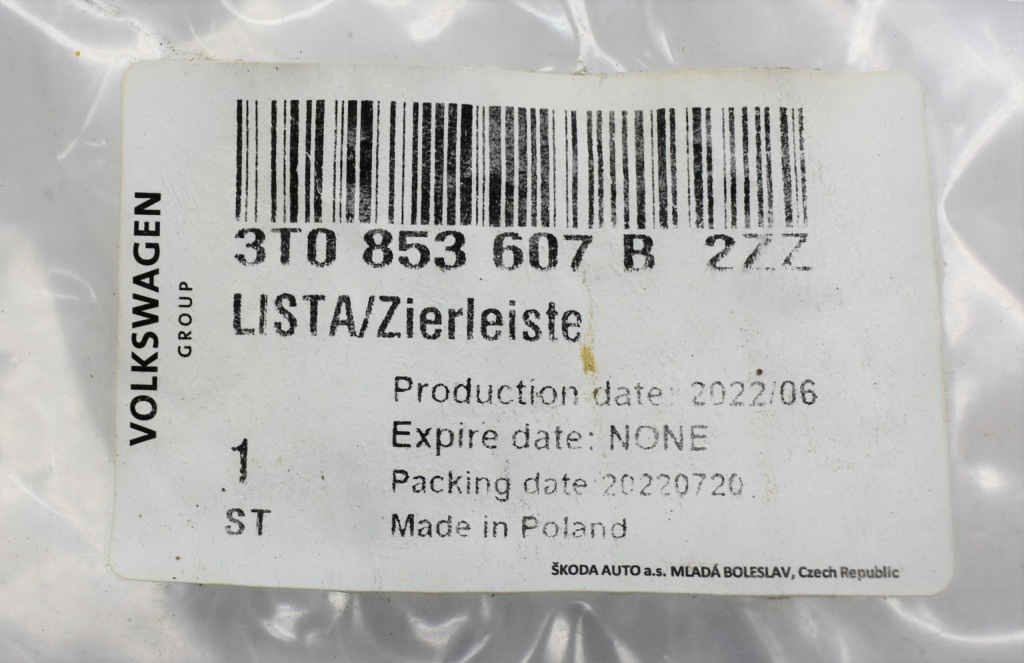 VOLKSWAGEN
GROUP
3T0 853 607 B 2ZZ
LISTA/Zierleiste
Production date: 2022/06
Expire date: NONE
1
Packing date 20220720
ST
Made in Poland
ŠKODA AUTO a.s. MLADÁ BOLESLAV, Czech Republic